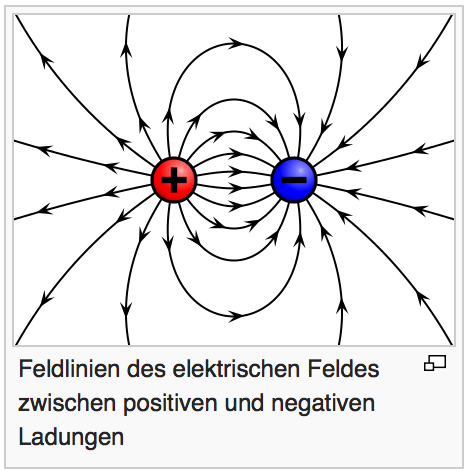 + −
Feldlinien des elektrischen Feldes
zwischen positiven und negativen
Ladungen